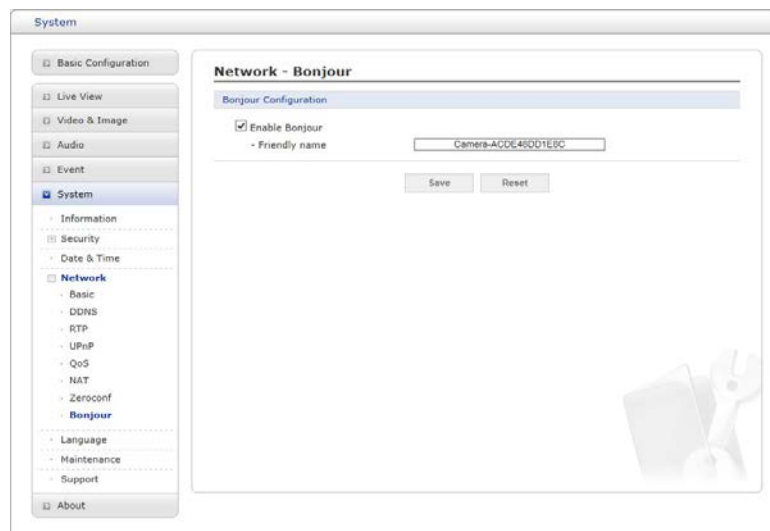 System
Basic Configuration
Live View
Video & Image
Audio
Event
System
Information
Security
Date & Time
Network
Basic
DDNS
RTP
UPnP
QoS
NAT
Zeroconf
Bonjour
Language
Maintenance
Support
About
Network - Bonjour
Bonjour Configuration
Enable Bonjour
- Friendly name Camera-ACDE48DD1E8C
Save Reset